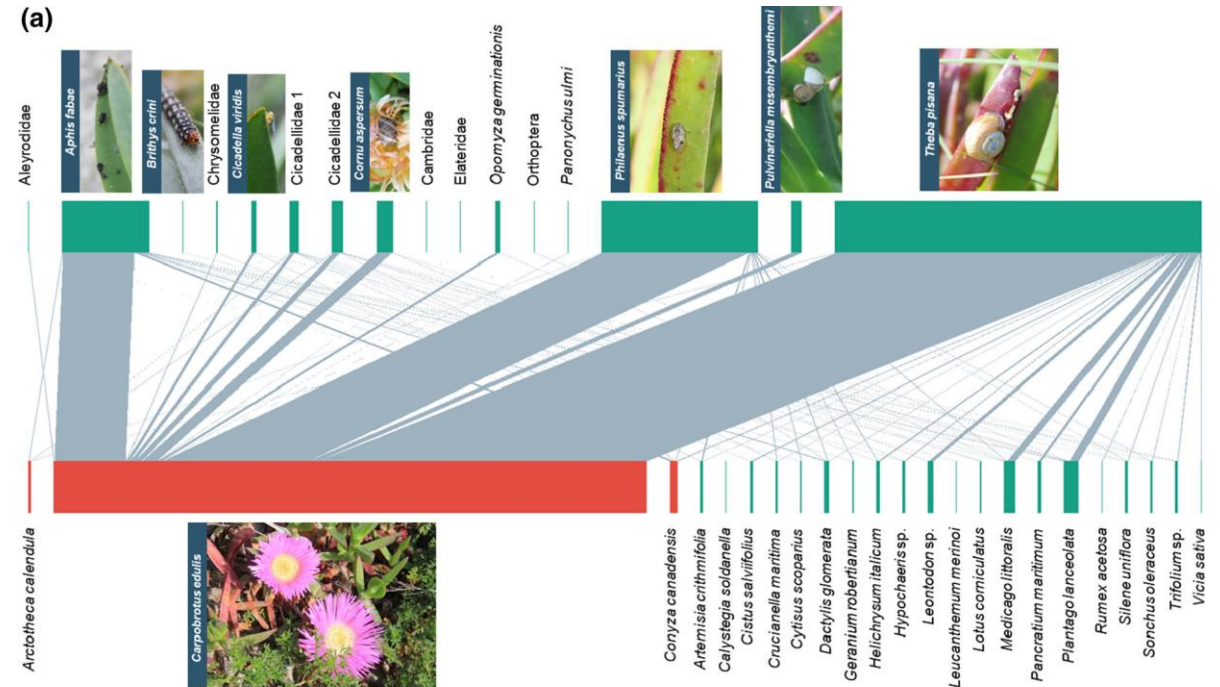 (a)
Aleyrodidae
Aphis fabae
Brithys crini
Chrysomelidae
Cicadella viridis
Cicadellidae 1
Cicadellidae 2
Cornu aspersum
Cambridae
Elateridae
Opomyza germinationis
Orthoptera
Panonychus ulmi
Philaenus spumarius
Pulvinariella mesembryanthemi
Theba pisana
Arctotheca calendula
Carpobrotus edulis
Conyza canadensis
Artemisia crithmifolia
Calystegia soldanella
Cistus salviifolius
Crucianella maritima
Cytisus scoparius
Dactylis glomerata
Geranium robertianum
Helichrysum italicum
Hypochaeris sp.
Leontodon sp.
Leucanthemum merinoi
Lotus corniculatus
Medicago littoralis
Pancratium maritimum
Plantago lanceolata
Rumex acetosa
Silene uniflora
Sonchus oleraceus
Trifolium sp.
Vicia sativa